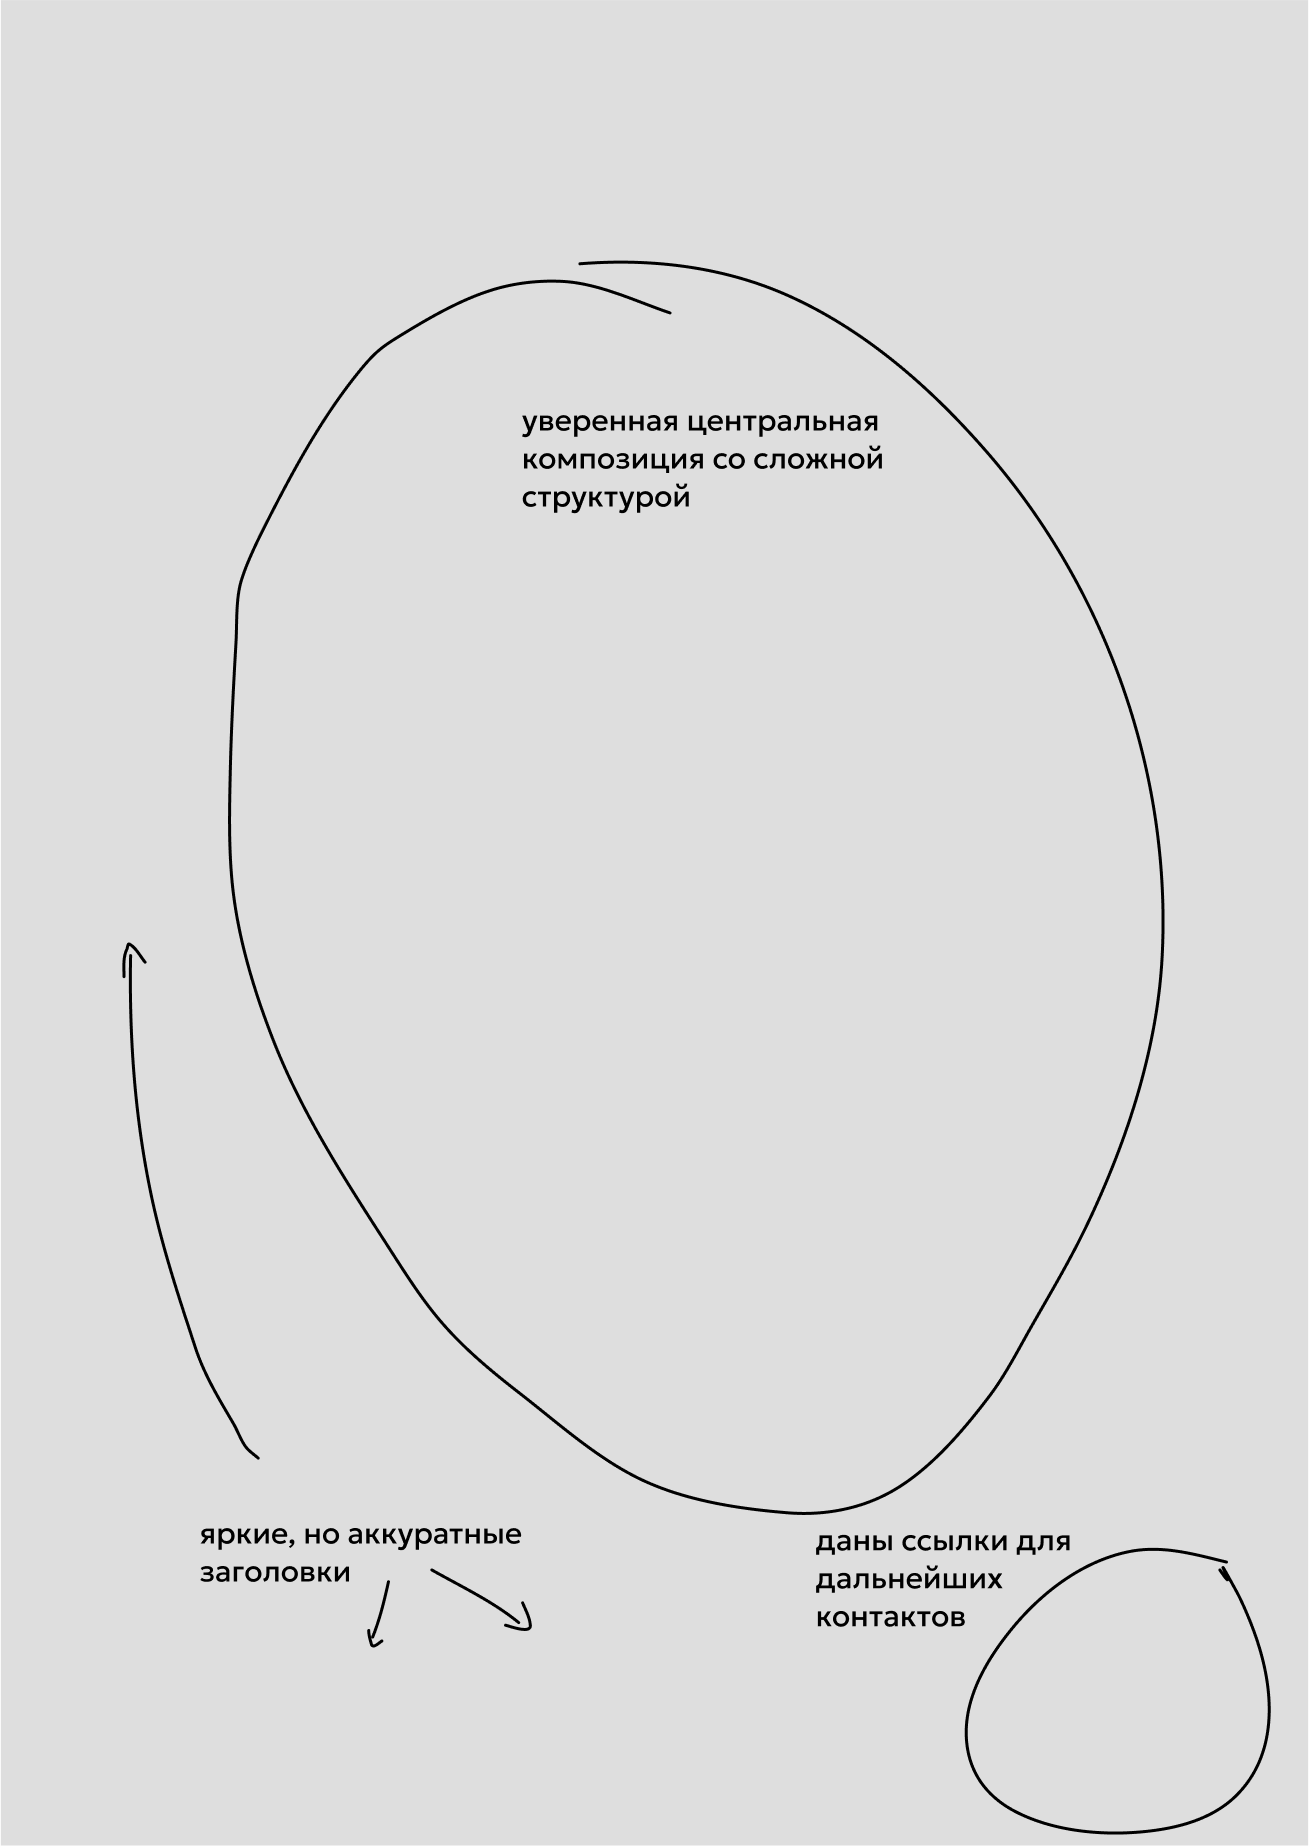 уверенная центральная
композиция со сложной
структурой
яркие, но аккуратные
заголовки
даны ссылки для
дальнейших
контактов